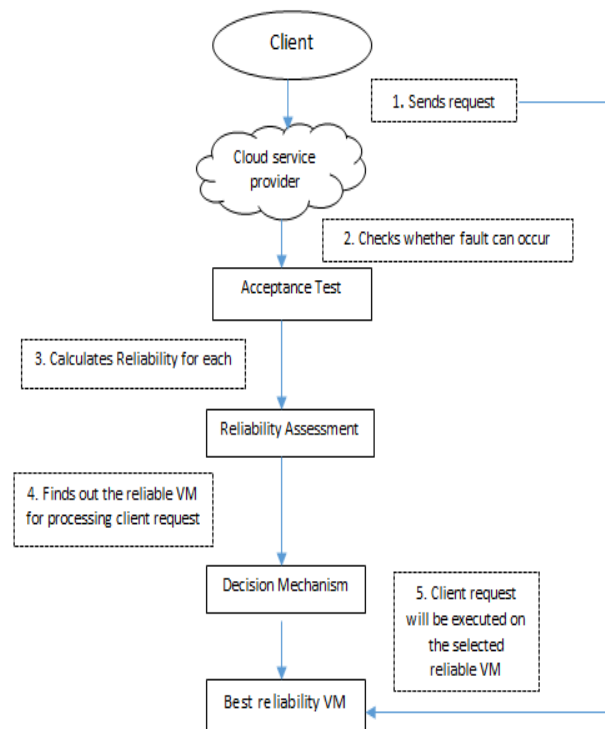 Client
1. Sends request
Cloud service
provider
2. Checks whether fault can occur
Acceptance Test
3. Calculates Reliability for each
Reliability Assessment
4. Finds out the reliable VM
for processing client request
Decision Mechanism
5. Client request
will be executed on
the selected
reliable VM
Best reliability VM